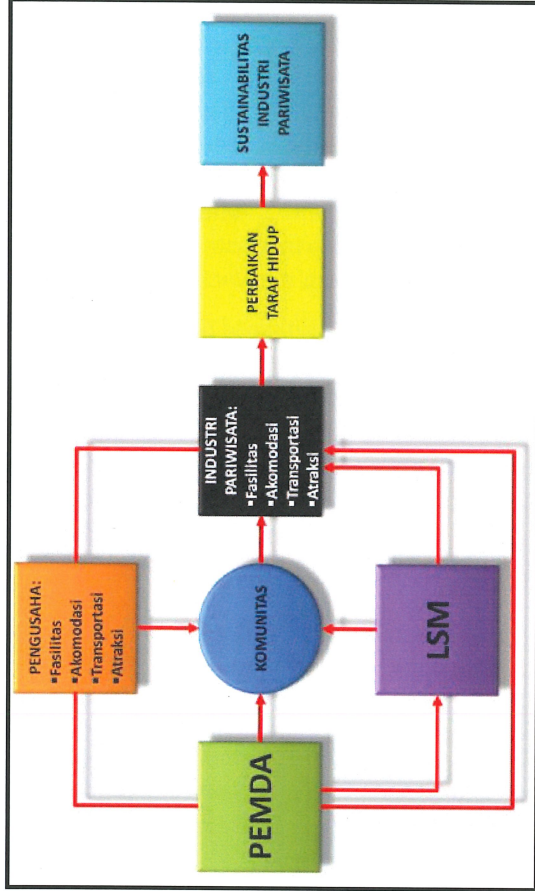 PEMDA
PENGUSAHA:
▪Fasilitas
▪Akomodasi
▪Transportasi
▪Atraksi
KOMUNITAS
LSM
INDUSTRI
PARIWISATA:
▪Fasilitas
▪Akomodasi
▪Transportasi
▪Atraksi
PERBAIKAN
TARAF HIDUP
SUSTAINABILITAS
INDUSTRI
PARIWISATA